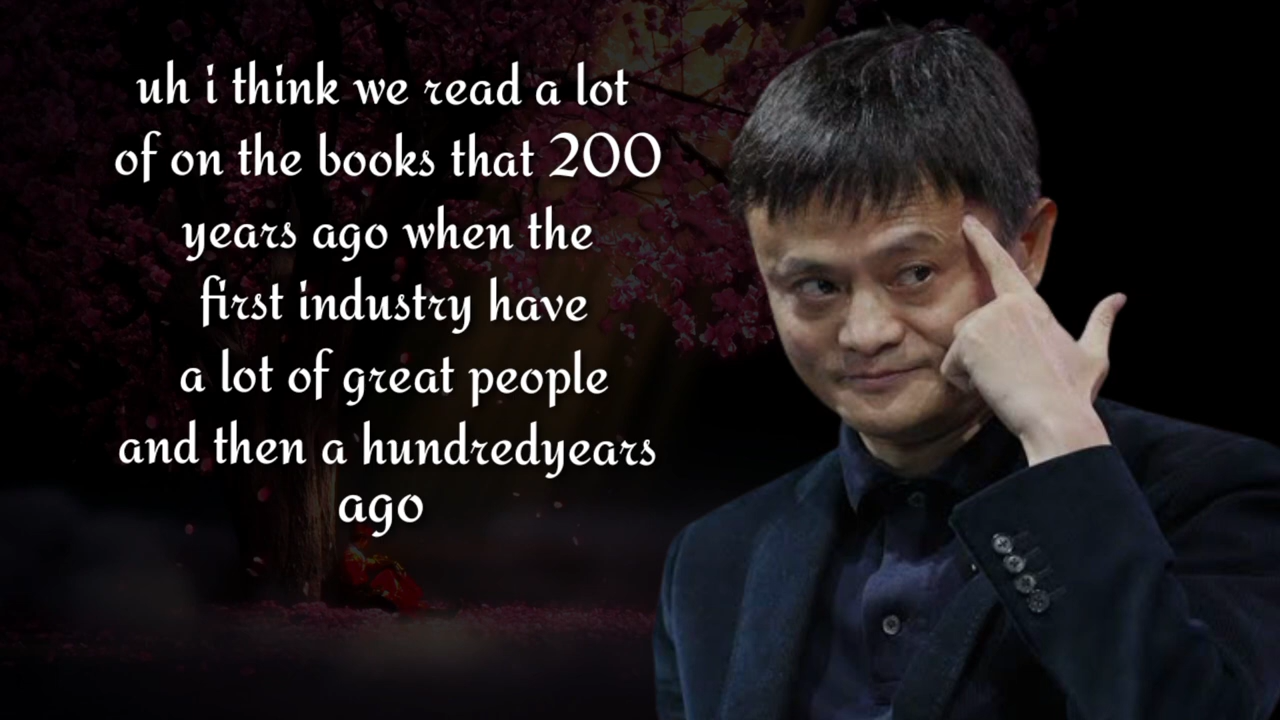 uh i think we read a lot
of on the books that 200
years ago when the
first industry have
a lot of great people
and then a hundredyears
ago